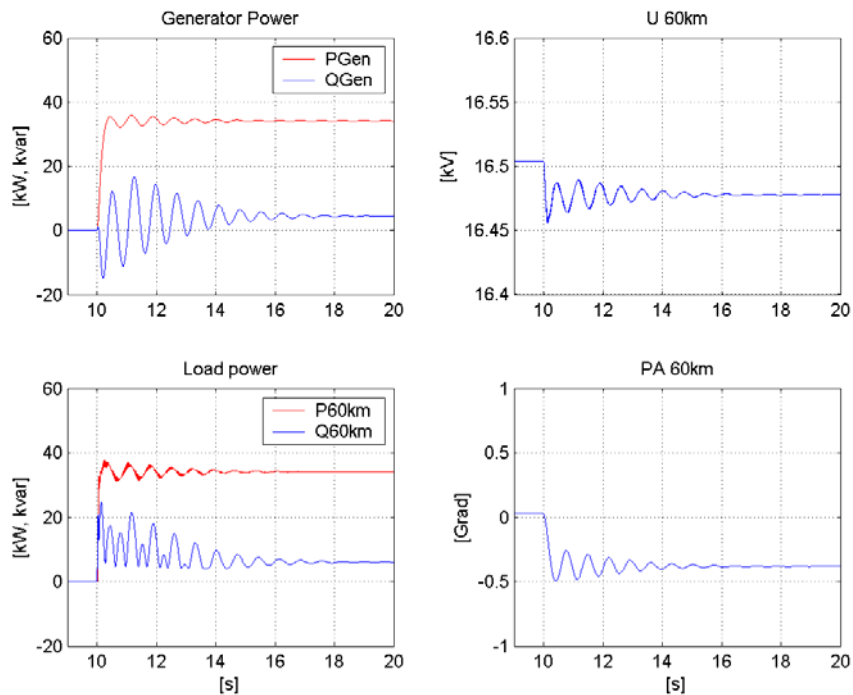 Generator Power
60
40
20
0
-20
[kW, kvar]
PGen
QGen
10 12 14 16 18 20
U 60km
16.6
16.55
16.5
16.45
16.4
[kV]
10 12 14 16 18 20
Load power
60
40
20
0
-20
[kW, kvar]
P60km
Q60km
10 12 14 16 18 20
[s]
PA 60km
1
0.5
0
-0.5
-1
[Grad]
10 12 14 16 18 20
[s]